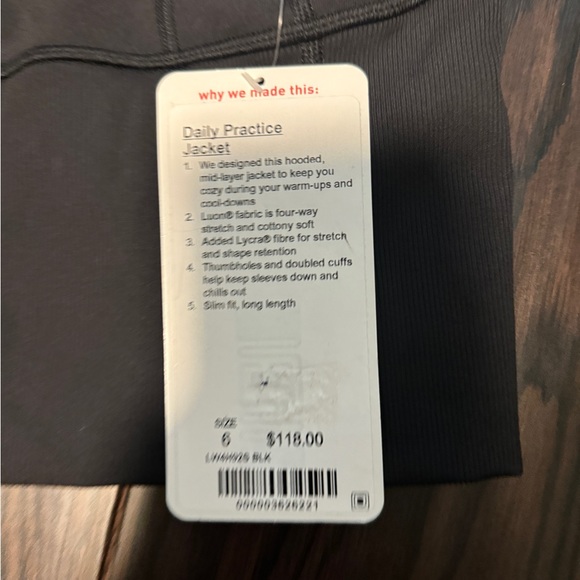 why we made this:
Daily Practice
Jacket
1. We designed this hooded,
mid-layer jacket to keep you
cozy during your warm-ups and
cool-downs
2. Luon® fabric is four-way
stretch and cottony soft
3. Added Lycra® fibre for stretch
and shape retention
4. Thumbholes and doubled cuffs
help keep sleeves down and
chills out
5. Slim fit, long length
SIZE
6 $118.00
BLK
000003626221